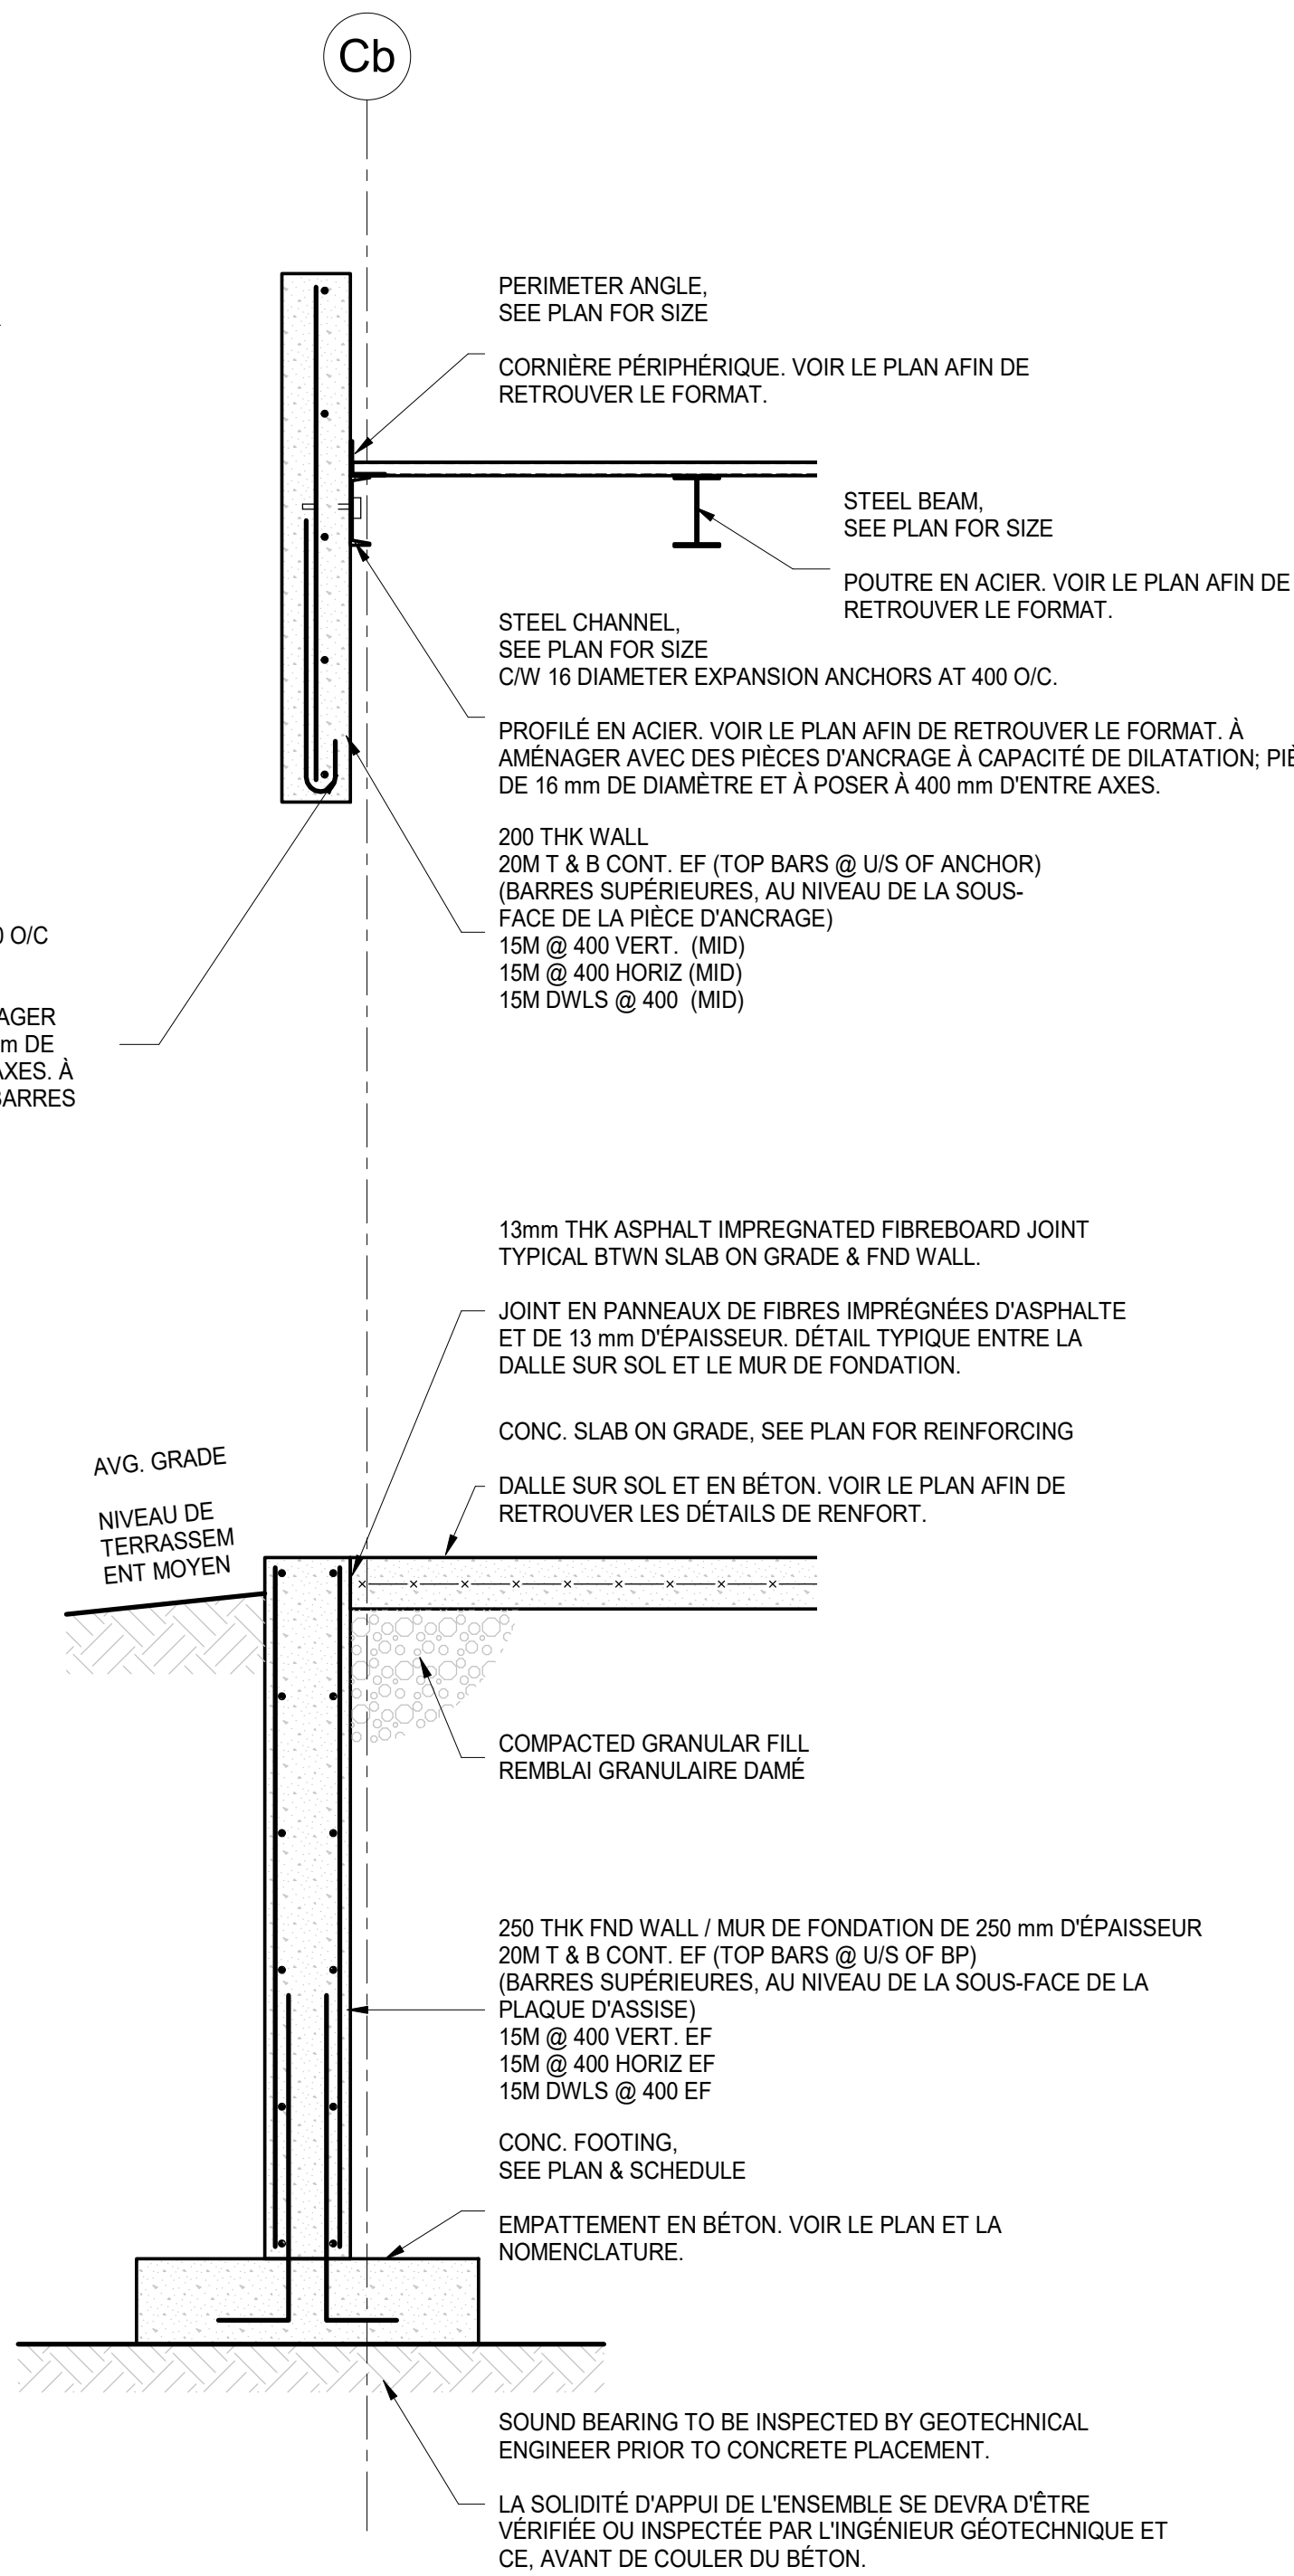 Cb
PERIMETER ANGLE,
SEE PLAN FOR SIZE
CORNIÈRE PÉRIPHÉRIQUE. VOIR LE PLAN AFIN DE
RETROUVER LE FORMAT.
STEEL BEAM,
SEE PLAN FOR SIZE
POUTRE EN ACIER. VOIR LE PLAN AFIN DE
RETROUVER LE FORMAT.
STEEL CHANNEL,
SEE PLAN FOR SIZE
C/W 16 DIAMETER EXPANSION ANCHORS AT 400 O/C.
PROFILÉ EN ACIER. VOIR LE PLAN AFIN DE RETROUVER LE FORMAT. À
AMÉNAGER AVEC DES PIÈCES D'ANCRAGE À CAPACITÉ DE DILATATION;
DE 16 mm DE DIAMÈTRE ET À POSER À 400 mm D'ENTRE AXES.
200 THK WALL
20M T & B CONT. EF (TOP BARS @ U/S OF ANCHOR)
(BARRES SUPÉRIEURES, AU NIVEAU DE LA SOUS-
FACE DE LA PIÈCE D'ANCRAGE)
15M @ 400 VERT. (MID)
15M @ 400 HORIZ (MID)
15M DWLS @ 400 (MID)
O/C
AGER
m DE
AXES. À
BARRES
13mm THK ASPHALT IMPREGNATED FIBREBOARD JOINT
TYPICAL BTWN SLAB ON GRADE & FND WALL.
JOINT EN PANNEAUX DE FIBRES IMPRÉGNÉES D'ASPHALTE
ET DE 13 mm D'ÉPAISSEUR. DÉTAIL TYPIQUE ENTRE LA
DALLE SUR SOL ET LE MUR DE FONDATION.
CONC. SLAB ON GRADE, SEE PLAN FOR REINFORCING
DALLE SUR SOL ET EN BÉTON. VOIR LE PLAN AFIN DE
RETROUVER LES DÉTAILS DE RENFORT.
AVG. GRADE
NIVEAU DE
TERRASSEM
ENT MOYEN
COMPACTED GRANULAR FILL
REMBLAI GRANULAIRE DAMÉ
250 THK FND WALL / MUR DE FONDATION DE 250 mm D'ÉPAISSEUR
20M T & B CONT. EF (TOP BARS @ U/S OF BP)
(BARRES SUPÉRIEURES, AU NIVEAU DE LA SOUS-FACE DE LA
PLAQUE D'ASSISE)
15M @ 400 VERT. EF
15M @ 400 HORIZ EF
15M DWLS @ 400 EF
CONC. FOOTING,
SEE PLAN & SCHEDULE
EMPATTEMENT EN BÉTON. VOIR LE PLAN ET LA
NOMENCLATURE.
SOUND BEARING TO BE INSPECTED BY GEOTECHNICAL
ENGINEER PRIOR TO CONCRETE PLACEMENT.
LA SOLIDITÉ D'APPUI DE L'ENSEMBLE SE DEVRA D'ÊTRE
VÉRIFIÉE OU INSPECTÉE PAR L'INGÉNIEUR GÉOTECHNIQUE ET
CE, AVANT DE COULER DU BÉTON.